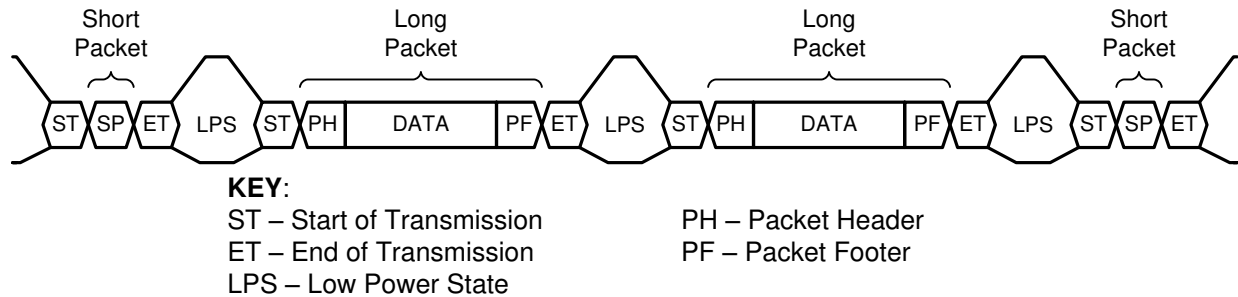 Short Packet
Long Packet
Long Packet
Short Packet
ST SP ET LPS ST PH DATA PF ET LPS ST PH DATA PF ET LPS ST SP ET
KEY:
ST – Start of Transmission
PH – Packet Header
ET – End of Transmission
PF – Packet Footer
LPS – Low Power State